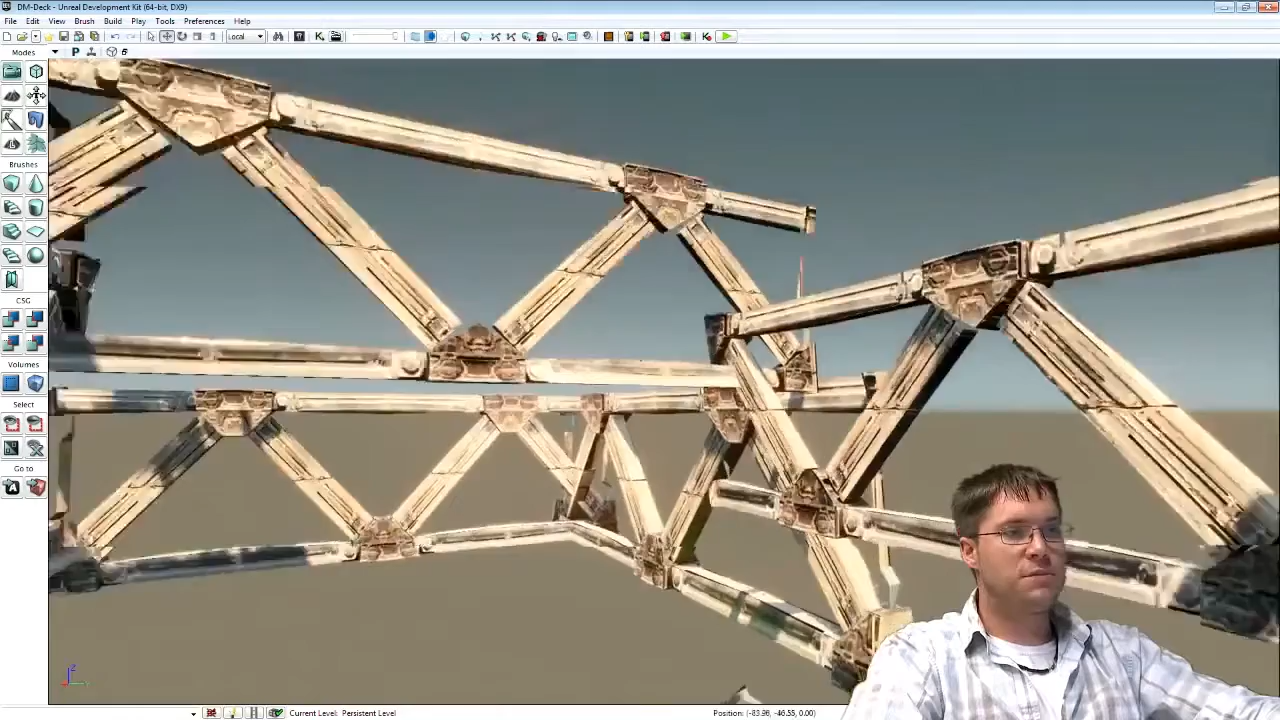 DM-Deck - Unreal Development Kit (64-bit, DX9)
File Edit View Brush Build Play Tools Preferences Help
Local
Modes
P
Brushes
CSG
Volumes
Select
Go to
Current Level: Persistent Level
Position: (-83.98, -46.55, 0.00)